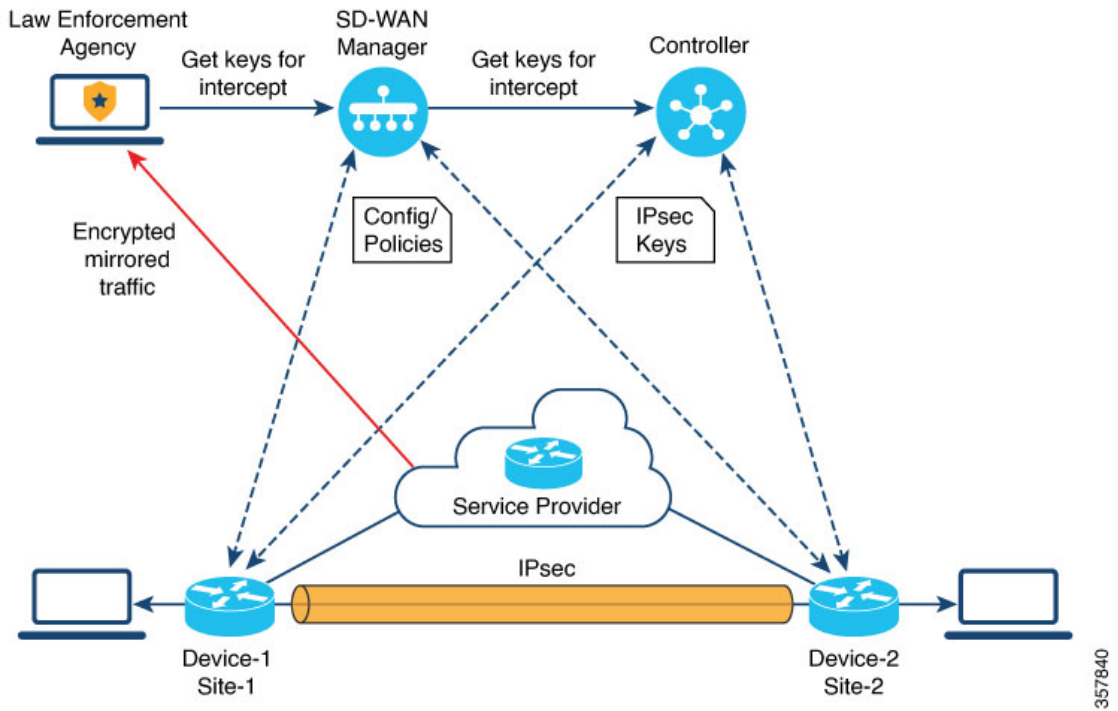 Law Enforcement
Agency
SD-WAN
Manager
Controller
Get keys for
intercept
Get keys for
intercept
Encrypted
mirrored
traffic
Config/
Policies
IPsec
Keys
Service Provider
IPsec
Device-1
Site-1
Device-2
Site-2
357840